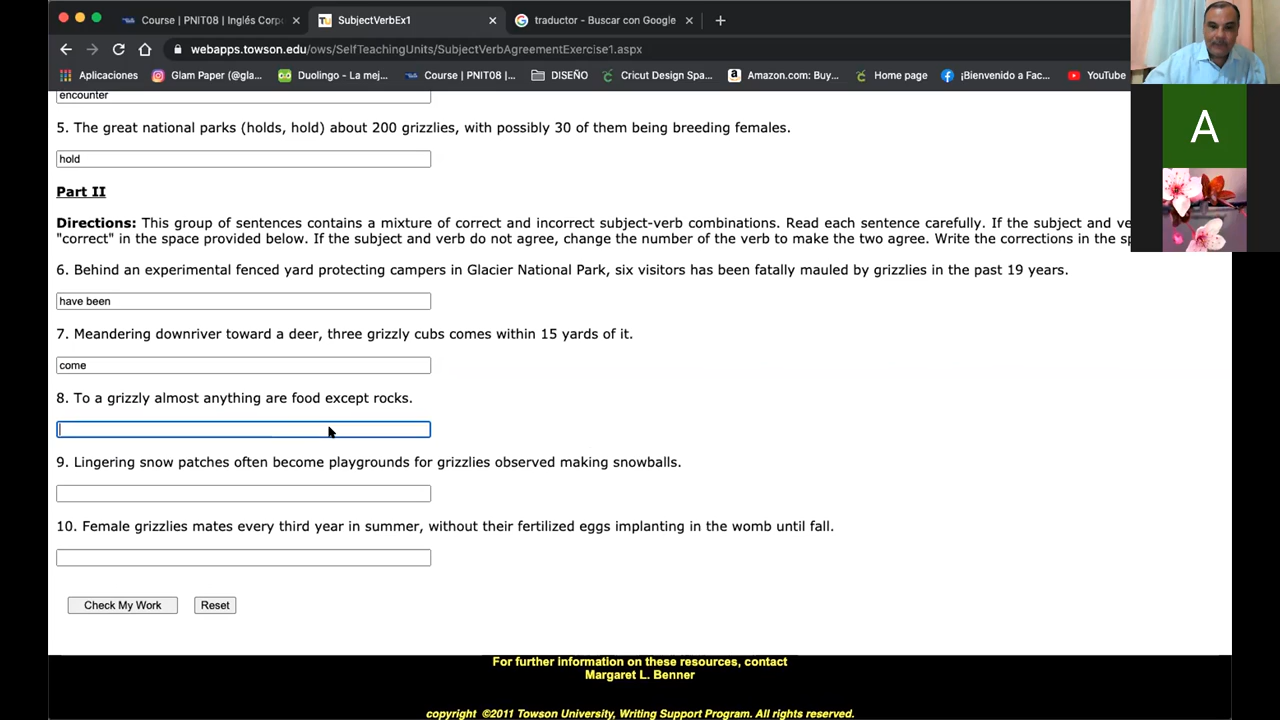 Course | PNIT08 | Inglés Corpo
SubjectVerbEx1
traductor - Buscar con Google
webapps.towson.edu/ows/SelfTeachingUnits/SubjectVerbAgreementExercise1.aspx
Aplicaciones
Glam Paper (@gla...
Duolingo - La mej...
Course | PNIT08 |...
DISEÑO
Cricut Design Spa...
Amazon.com: Buy...
Home page
¡Bienvenido a Fac...
YouTube
encounter
5. The great national parks (holds, hold) about 200 grizzlies, with possibly 30 of them being breeding females.
hold
Part II
Directions: This group of sentences contains a mixture of correct and incorrect subject-verb combinations. Read each sentence carefully. If the subject and ve
"correct" in the space provided below. If the subject and verb do not agree, change the number of the verb to make the two agree. Write the corrections in the sp
6. Behind an experimental fenced yard protecting campers in Glacier National Park, six visitors has been fatally mauled by grizzlies in the past 19 years.
have been
7. Meandering downriver toward a deer, three grizzly cubs comes within 15 yards of it.
come
8. To a grizzly almost anything are food except rocks.
9. Lingering snow patches often become playgrounds for grizzlies observed making snowballs.
10. Female grizzlies mates every third year in summer, without their fertilized eggs implanting in the womb until fall.
Check My Work
Reset
For further information on these resources, contact
Margaret L. Benner
copyright ©2011 Towson University, Writing Support Program. All rights reserved.
A